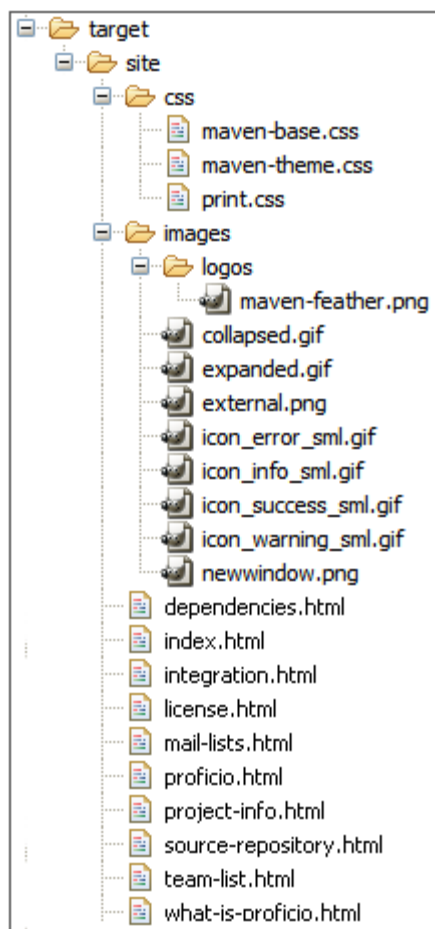 target
site
css
maven-base.css
maven-theme.css
print.css
images
logos
maven-feather.png
collapsed.gif
expanded.gif
external.png
icon_error_sml.gif
icon_info_sml.gif
icon_success_sml.gif
icon_warning_sml.gif
newwindow.png
dependencies.html
index.html
integration.html
license.html
mail-lists.html
proficio.html
project-info.html
source-repository.html
team-list.html
what-is-proficio.html